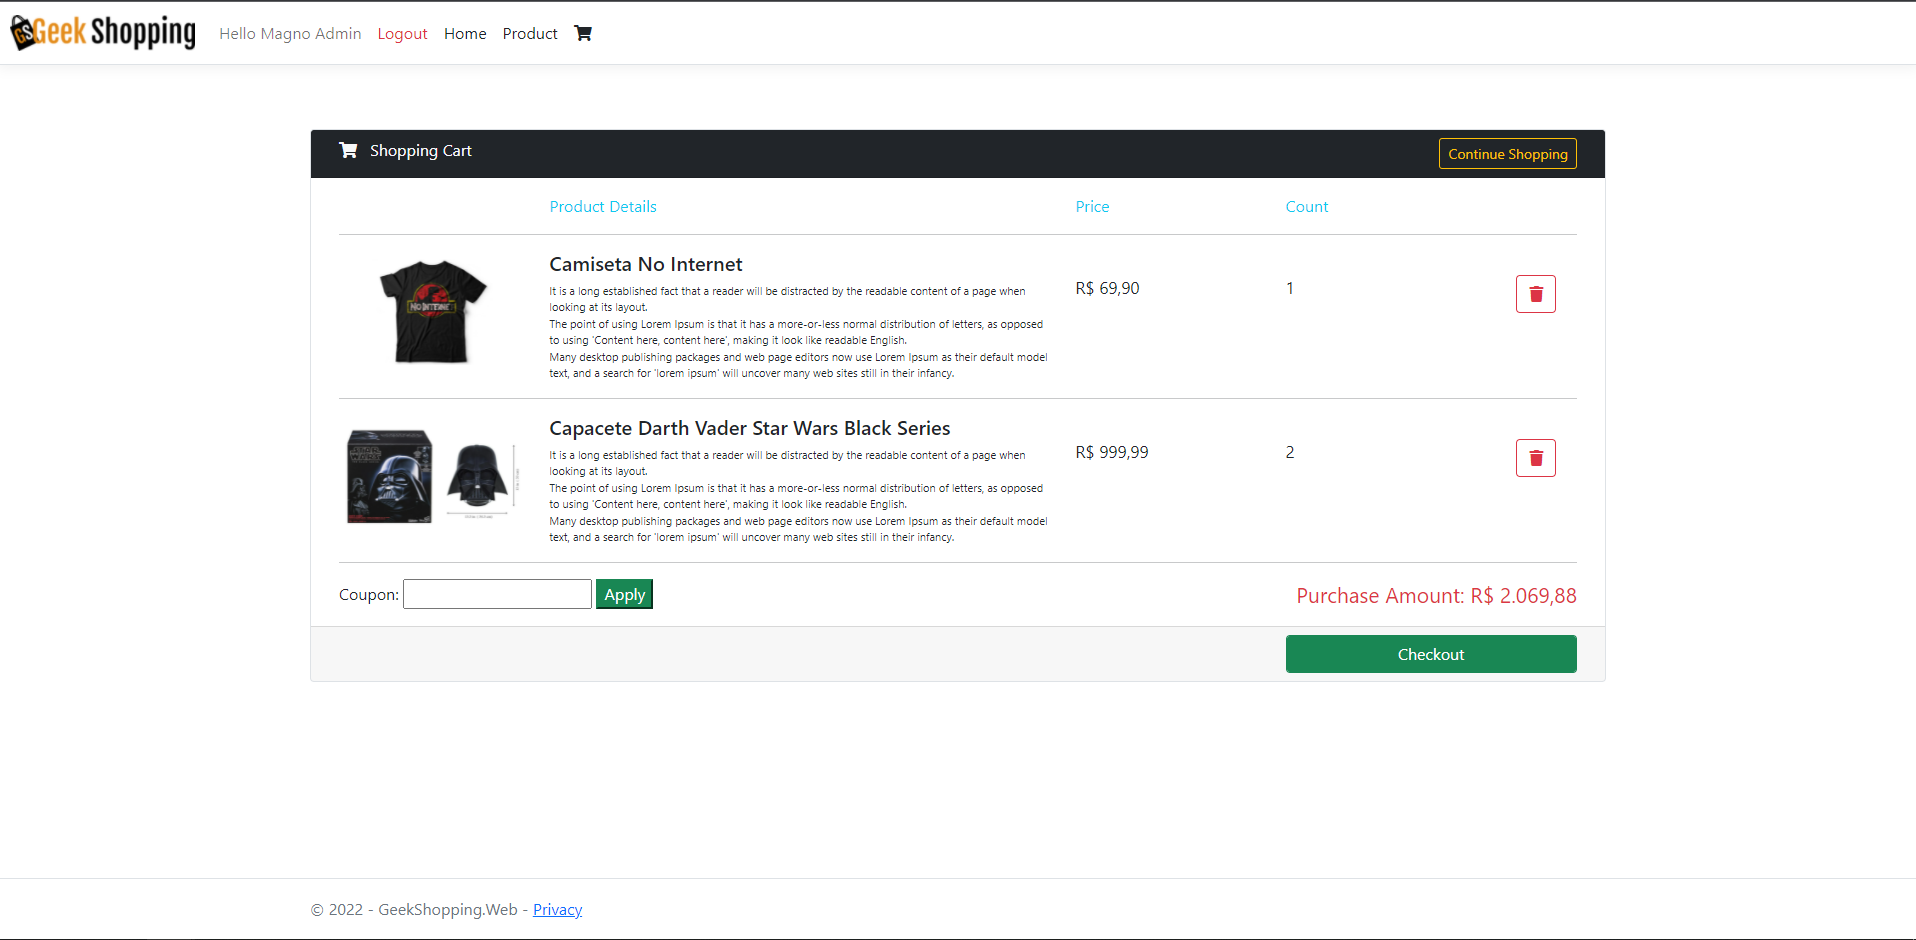 GS Geek Shopping Hello Magno Admin Logout Home Product
Shopping Cart Continue Shopping
Product Details Price Count
Camiseta No Internet
It is a long established fact that a reader will be distracted by the readable content of a page when
looking at its layout.
The point of using Lorem Ipsum is that it has a more-or-less normal distribution of letters, as opposed
to using 'Content here, content here', making it look like readable English.
Many desktop publishing packages and web page editors now use Lorem Ipsum as their default model
text, and a search for 'lorem ipsum' will uncover many web sites still in their infancy.
R$ 69,90 1
NO INTERNET
Capacete Darth Vader Star Wars Black Series
It is a long established fact that a reader will be distracted by the readable content of a page when
looking at its layout.
The point of using Lorem Ipsum is that it has a more-or-less normal distribution of letters, as opposed
to using 'Content here, content here', making it look like readable English.
Many desktop publishing packages and web page editors now use Lorem Ipsum as their default model
text, and a search for 'lorem ipsum' will uncover many web sites still in their infancy.
R$ 999,99 2
STAR
WARS
Coupon: Apply Purchase Amount: R$ 2.069,88
Checkout
© 2022 - GeekShopping.Web - Privacy